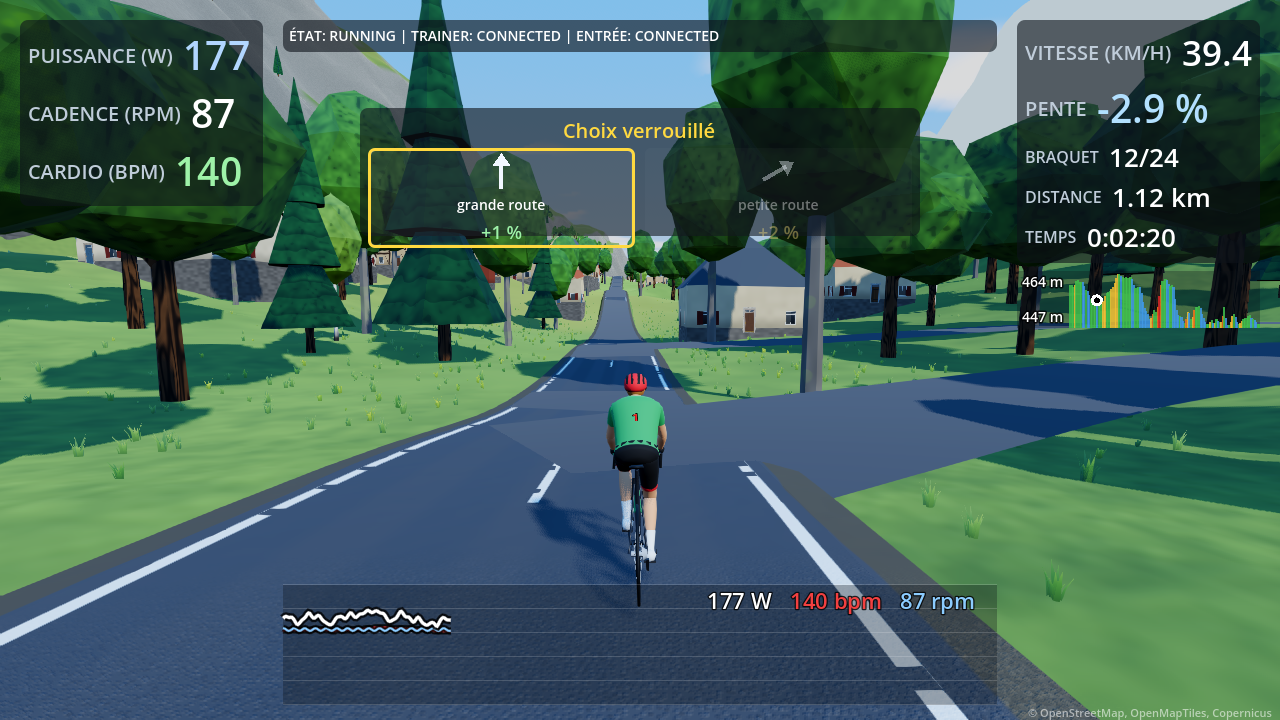 PUISSANCE (W) 177
CADENCE (RPM) 87
CARDIO (BPM) 140
ÉTAT: RUNNING | TRAINER: CONNECTED | ENTRÉE: CONNECTED
Choix verrouillé
grande route
+1 %
petite route
+2 %
VITESSE (KM/H) 39.4
PENTE -2.9 %
BRAQUET 12/24
DISTANCE 1.12 km
TEMPS 0:02:20
464 m
447 m
1
177 W 140 bpm 87 rpm
© OpenStreetMap, OpenMapTiles, Copernicus